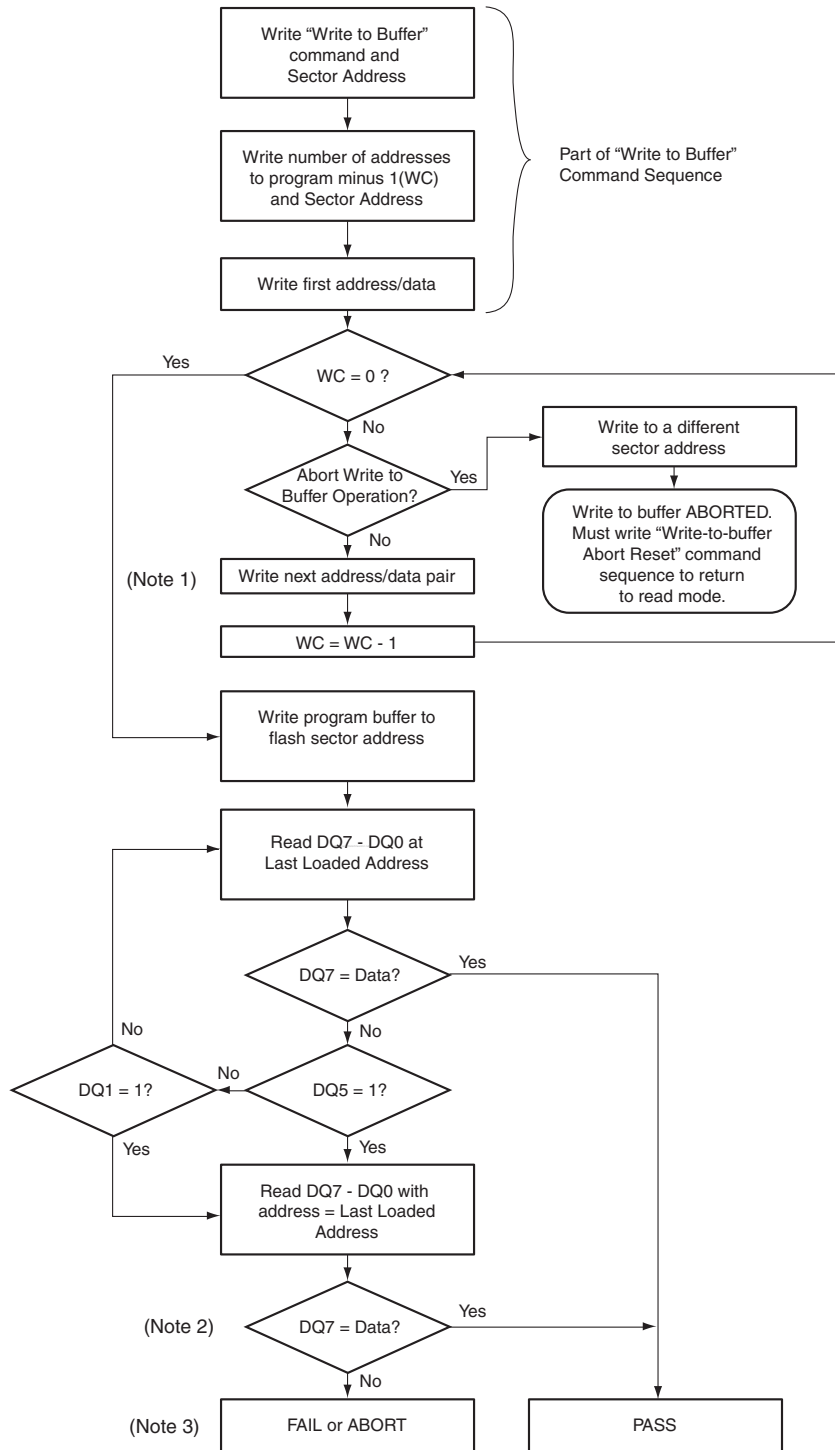 Write “Write to Buffer”
command and
Sector Address
Write number of addresses
to program minus 1(WC)
and Sector Address
Part of “Write to Buffer”
Command Sequence
Write first address/data
Yes
WC = 0 ?
No
Write to a different
sector address
Abort Write to
Buffer Operation?
Yes
No
Write to buffer ABORTED.
Must write “Write-to-buffer
Abort Reset” command
sequence to return
to read mode.
(Note 1)
Write next address/data pair
WC = WC - 1
Write program buffer to
flash sector address
Read DQ7 - DQ0 at
Last Loaded Address
DQ7 = Data?
Yes
No
No
DQ1 = 1?
No
DQ5 = 1?
Yes
Yes
Read DQ7 - DQ0 with
address = Last Loaded
Address
(Note 2)
DQ7 = Data?
Yes
No
(Note 3)
FAIL or ABORT
PASS